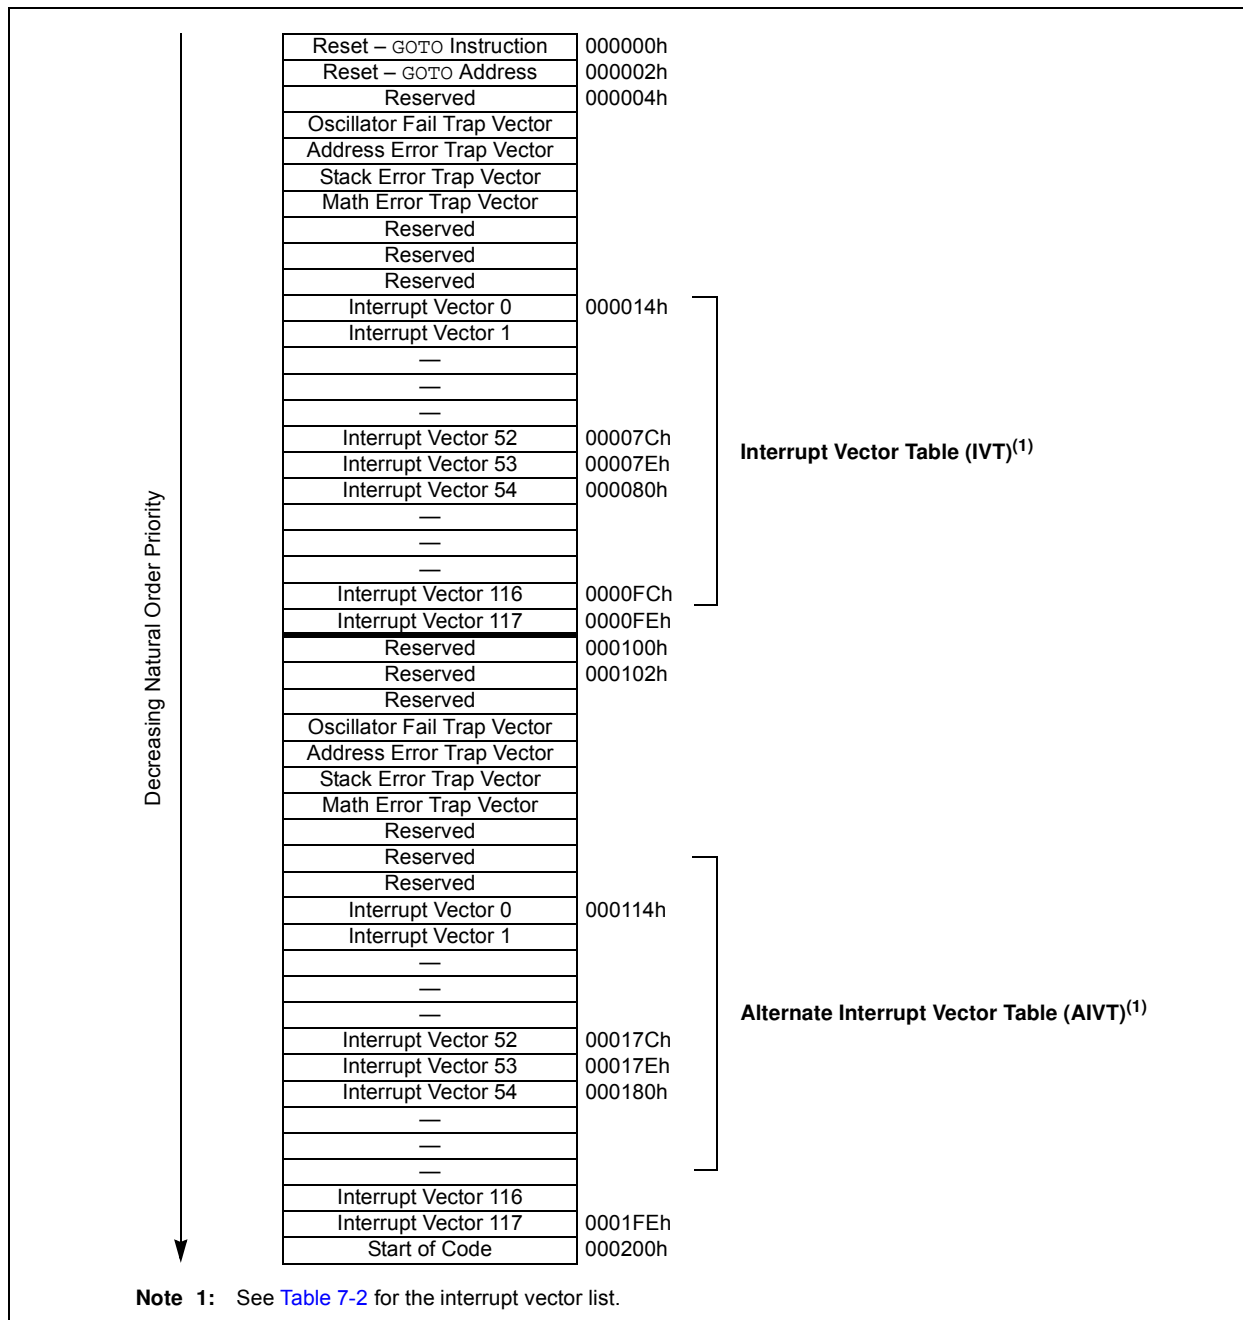 Reset – GOTO Instruction 000000h
Reset – GOTO Address 000002h
Reserved 000004h
Oscillator Fail Trap Vector
Address Error Trap Vector
Stack Error Trap Vector
Math Error Trap Vector
Reserved
Reserved
Reserved
Interrupt Vector 0 000014h
Interrupt Vector 1
—
—
—
Interrupt Vector 52 00007Ch
Interrupt Vector 53 00007Eh
Interrupt Vector 54 000080h
—
—
—
Interrupt Vector 116 0000FCh
Interrupt Vector 117 0000FEh
Interrupt Vector Table (IVT)(1)
Decreasing Natural Order Priority
Reserved 000100h
Reserved 000102h
Reserved
Oscillator Fail Trap Vector
Address Error Trap Vector
Stack Error Trap Vector
Math Error Trap Vector
Reserved
Reserved
Reserved
Interrupt Vector 0 000114h
Interrupt Vector 1
—
—
—
Interrupt Vector 52 00017Ch
Interrupt Vector 53 00017Eh
Interrupt Vector 54 000180h
—
—
—
Interrupt Vector 116
Interrupt Vector 117 0001FEh
Start of Code 000200h
Alternate Interrupt Vector Table (AIVT)(1)
Note 1: See Table 7-2 for the interrupt vector list.